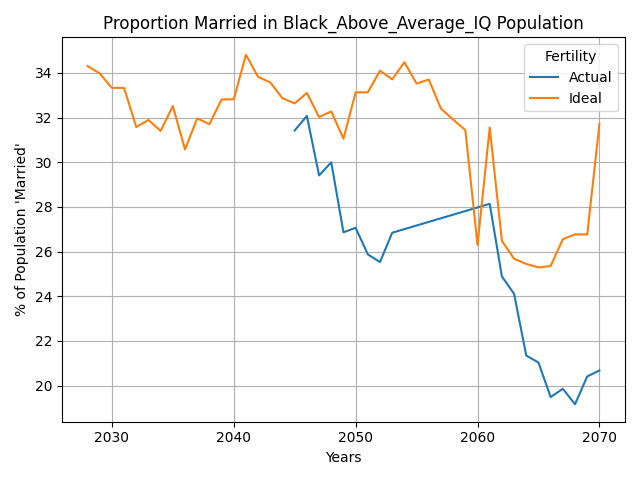 Proportion Married in Black_Above_Average_IQ Population
Fertility
Actual
Ideal
% of Population 'Married'
34
32
30
28
26
24
22
20
2030
2040
2050
2060
2070
Years